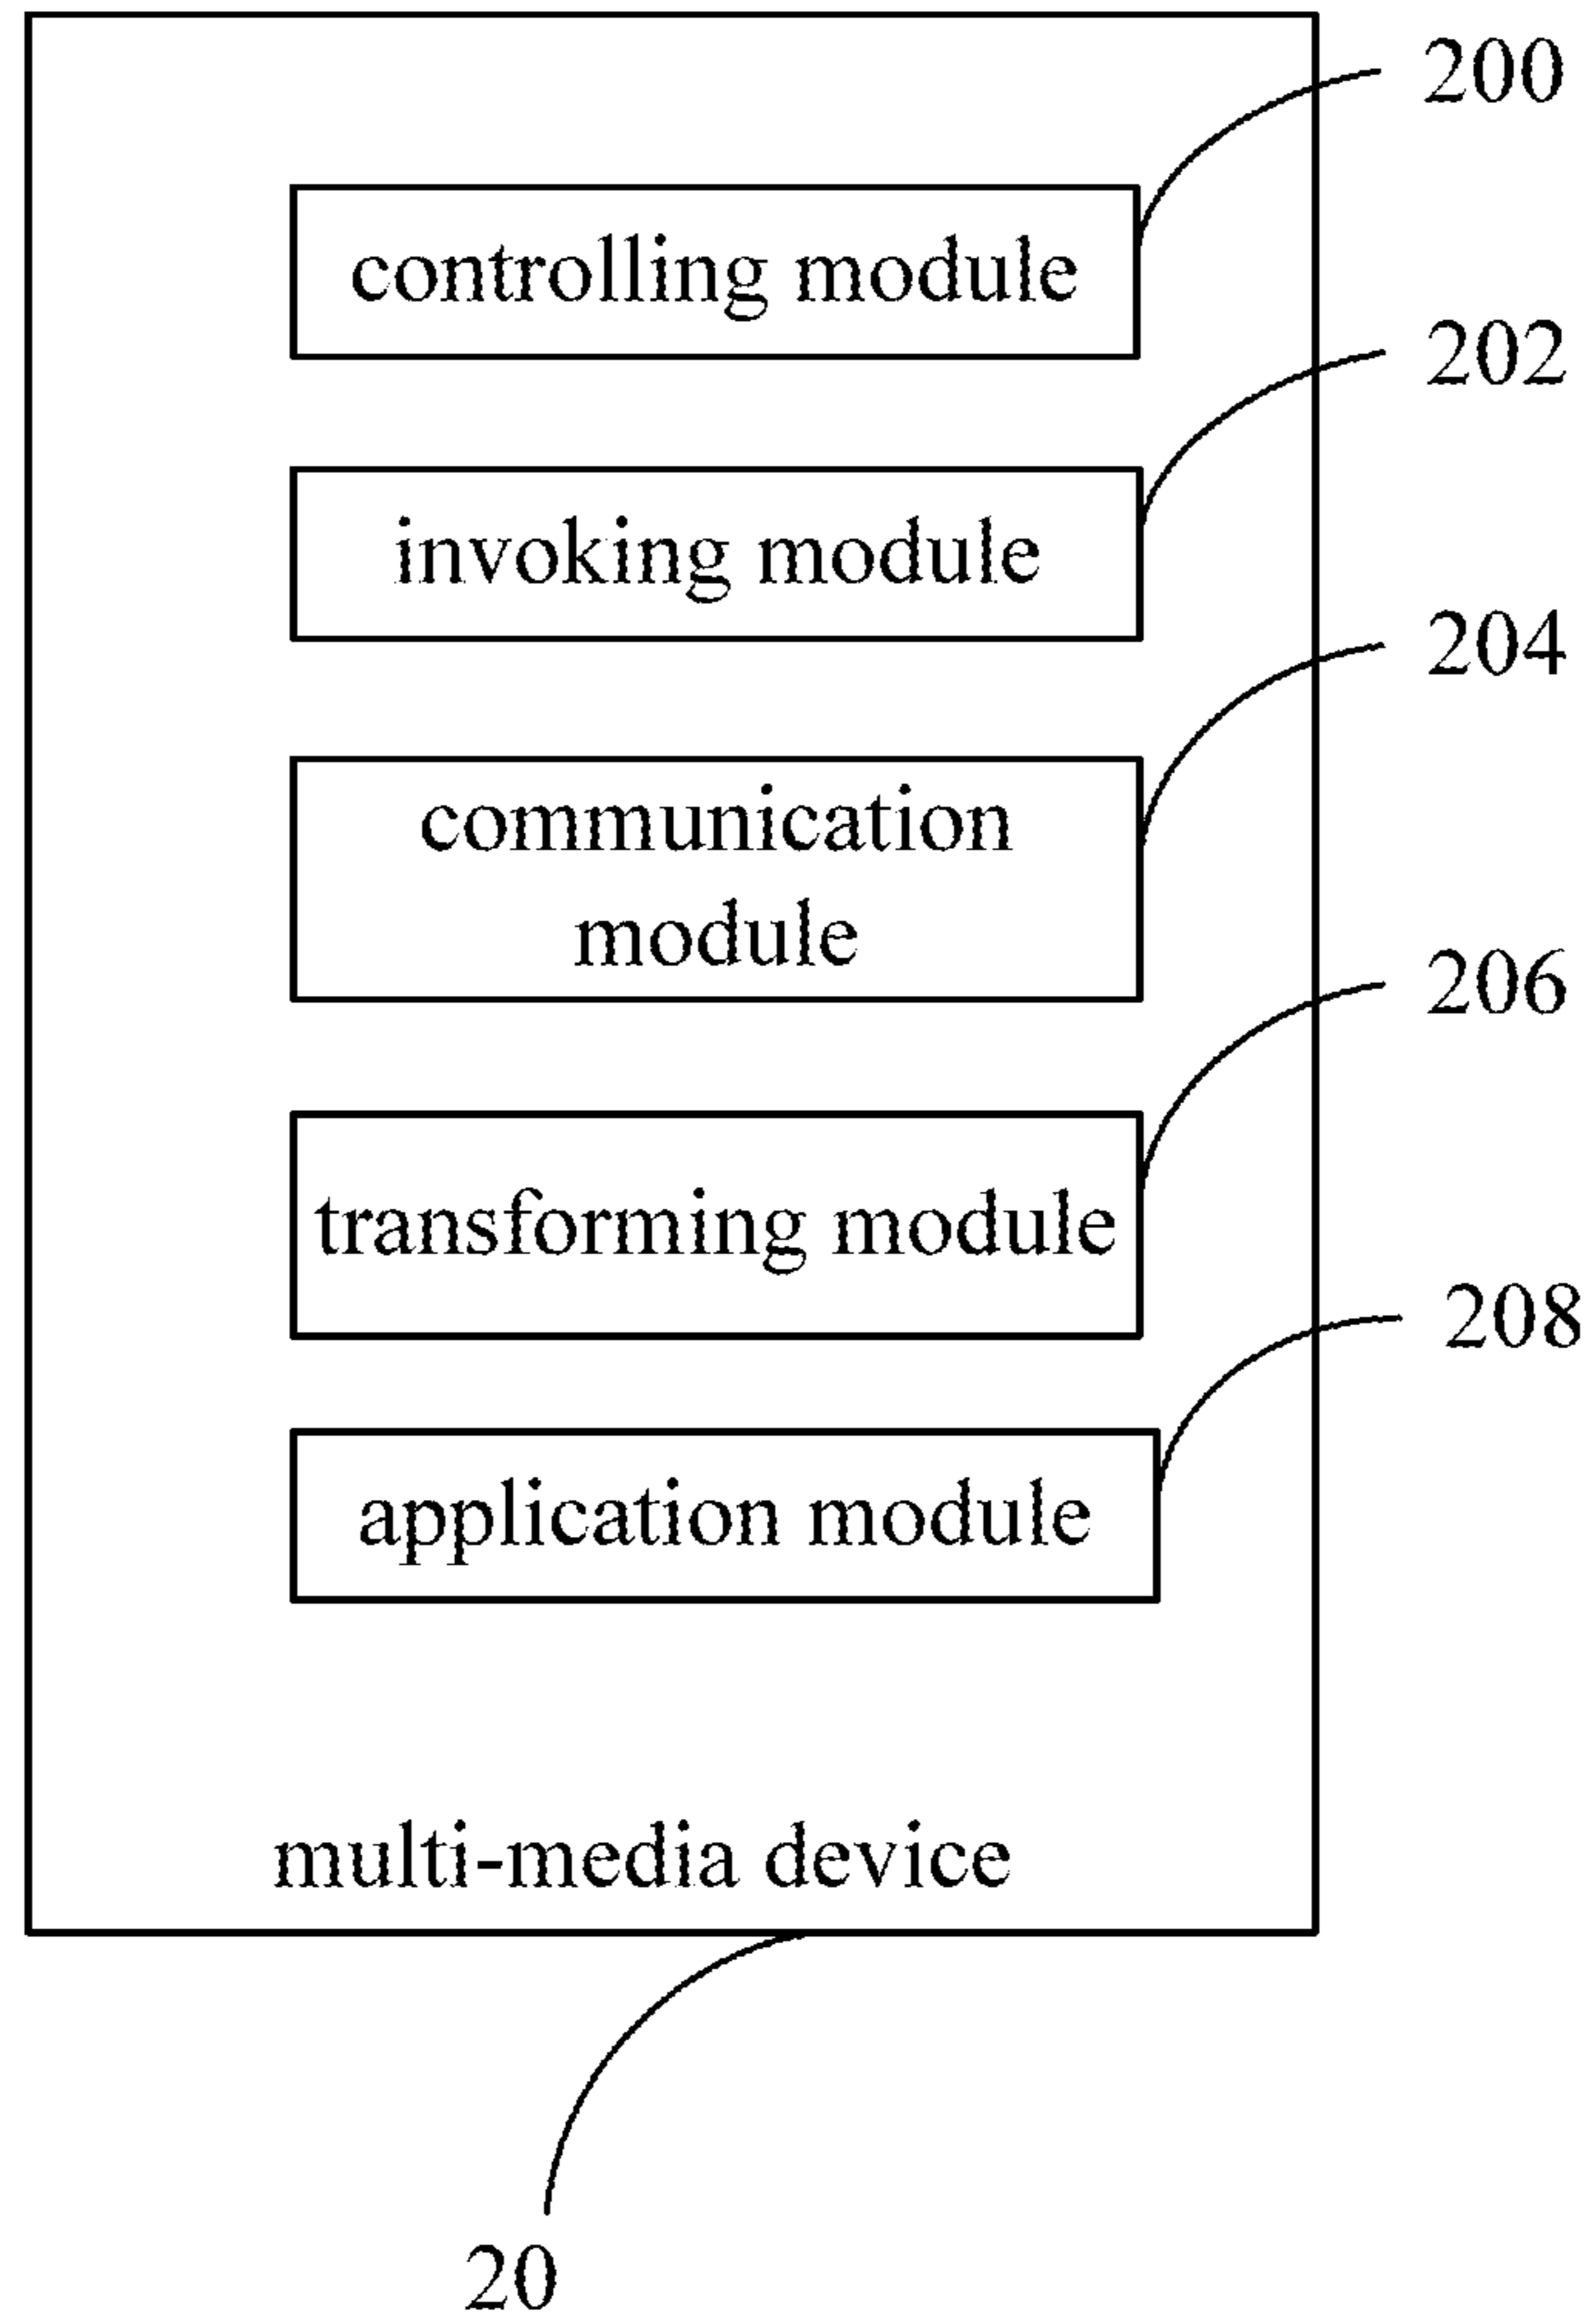 200
controlling module
202
invoking module
204
communication
module
206
transforming module
208
application module
multi-media device
20